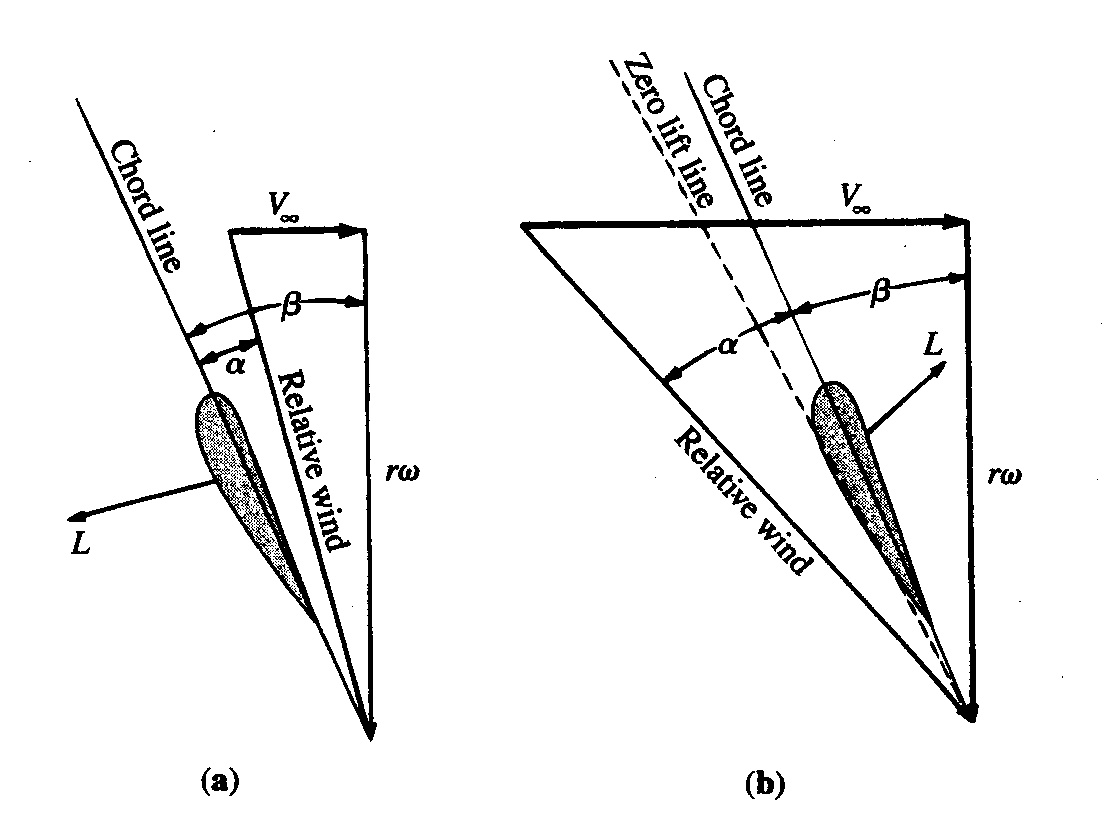 Chord line
V∞
β
α
Relative wind
rω
L
(a)
Zero lift line
Chord line
V∞
β
α
L
Relative wind
rω
(b)